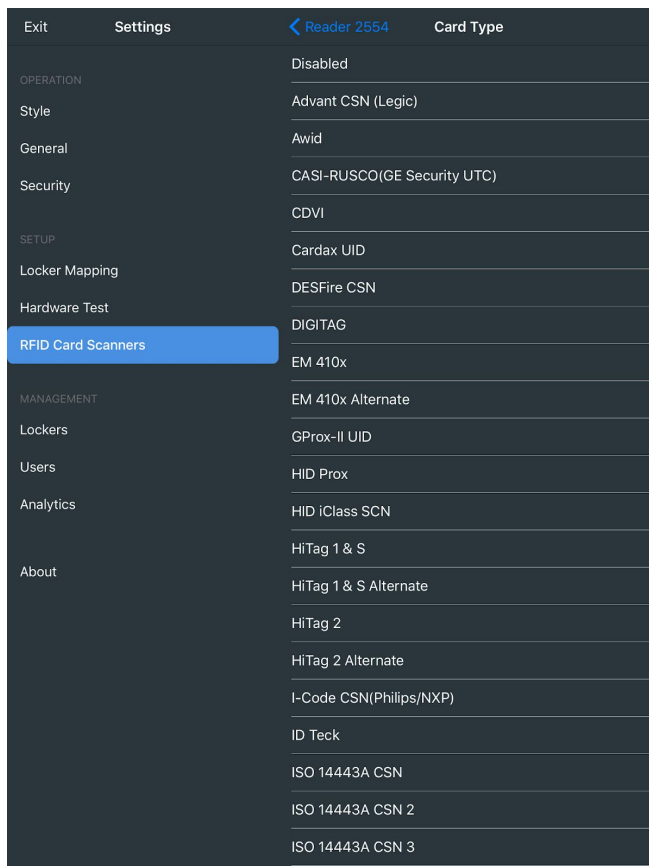 Exit
Settings
OPERATION
Style
General
Security
SETUP
Locker Mapping
Hardware Test
RFID Card Scanners
MANAGEMENT
Lockers
Users
Analytics
About
Reader 2554
Card Type
Disabled
Advant CSN (Legic)
Awid
CASI-RUSCO(GE Security UTC)
CDVI
Cardax UID
DESFire CSN
DIGITAG
EM 410x
EM 410x Alternate
GProx-II UID
HID Prox
HID iClass SCN
HiTag 1 & S
HiTag 1 & S Alternate
HiTag 2
HiTag 2 Alternate
I-Code CSN(Philips/NXP)
ID Teck
ISO 14443A CSN
ISO 14443A CSN 2
ISO 14443A CSN 3